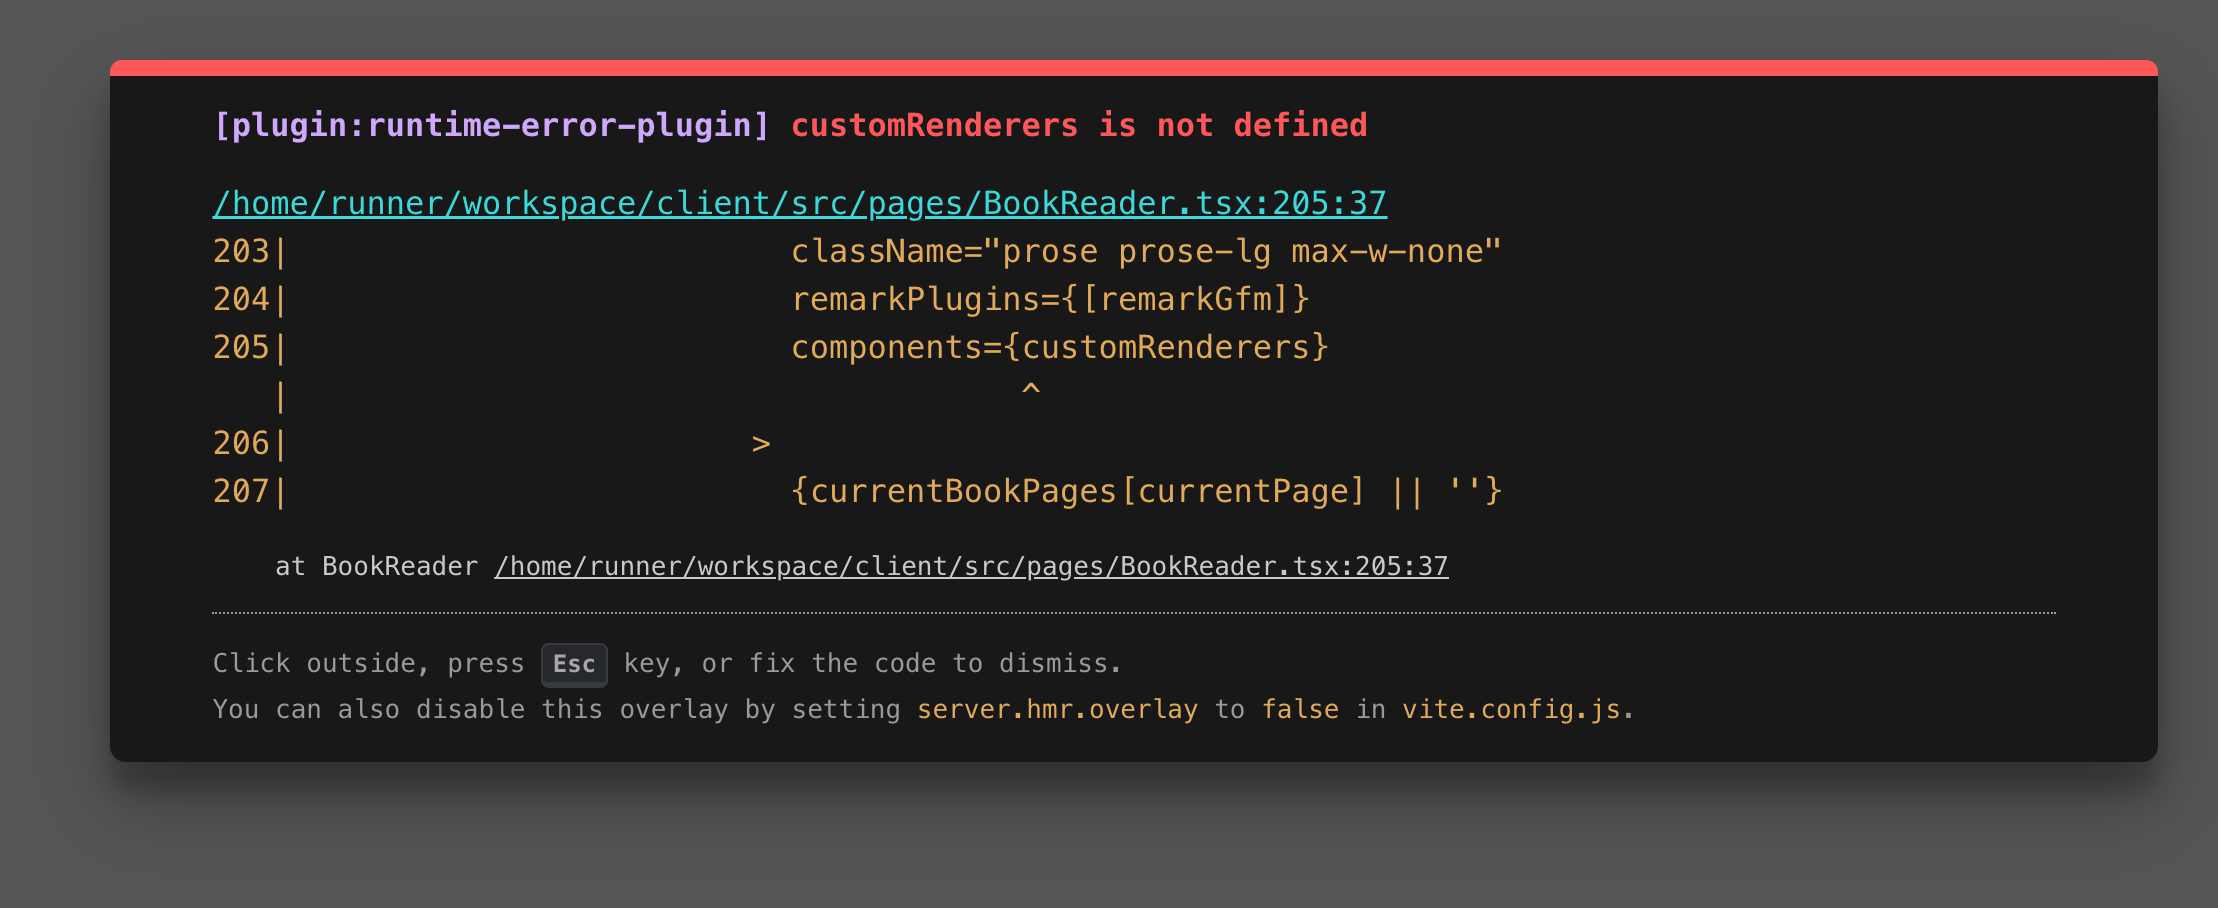 [plugin:runtime-error-plugin] customRenderers is not defined
/home/runner/workspace/client/src/pages/BookReader.tsx:205:37
203|                          className="prose prose-lg max-w-none"
204|                          remarkPlugins={[remarkGfm]}
205|                          components={customRenderers}
   |                                      ^
206|                        >
207|                          {currentBookPages[currentPage] || ''}
at BookReader /home/runner/workspace/client/src/pages/BookReader.tsx:205:37
Click outside, press Esc key, or fix the code to dismiss.
You can also disable this overlay by setting server.hmr.overlay to false in vite.config.js.